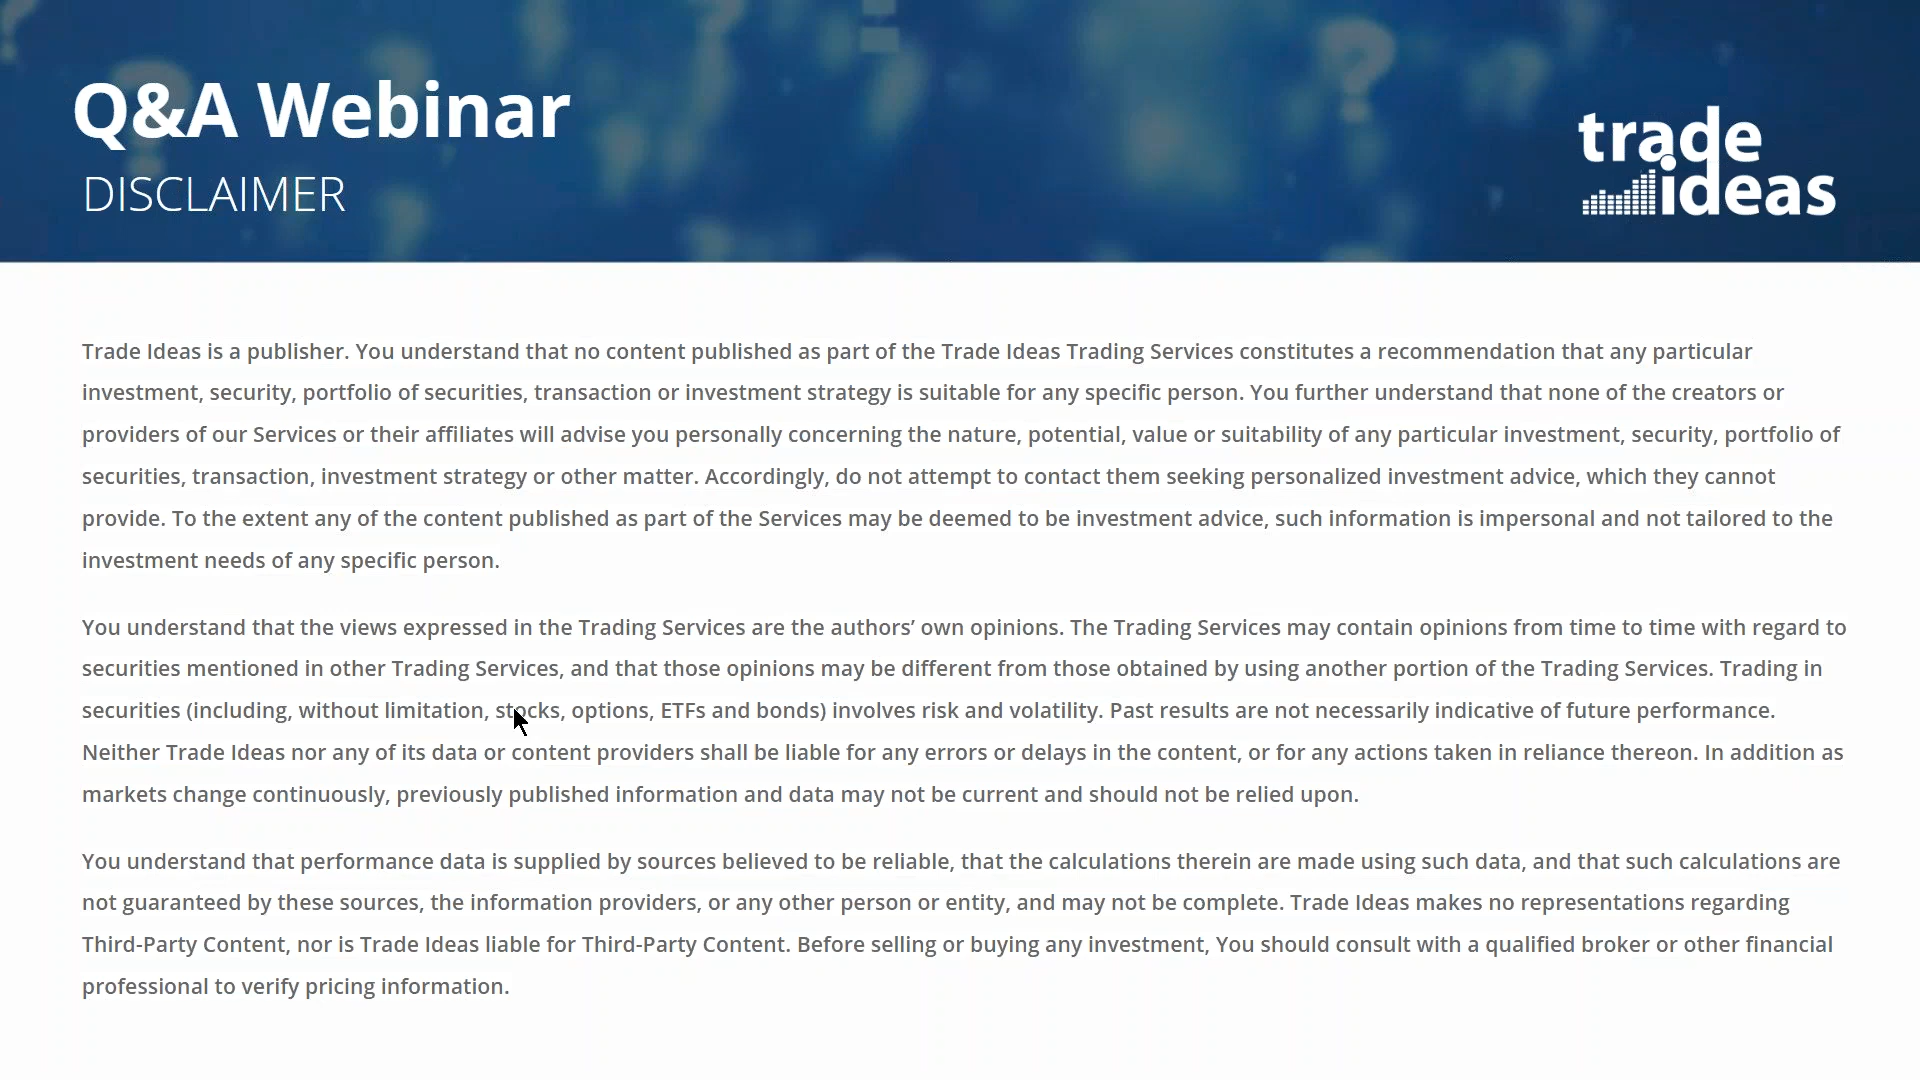 Q&A Webinar
DISCLAIMER
trade
ideas
Trade Ideas is a publisher. You understand that no content published as part of the Trade Ideas Trading Services constitutes a recommendation that any particular
investment, security, portfolio of securities, transaction or investment strategy is suitable for any specific person. You further understand that none of the creators or
providers of our Services or their affiliates will advise you personally concerning the nature, potential, value or suitability of any particular investment, security, portfolio of
securities, transaction, investment strategy or other matter. Accordingly, do not attempt to contact them seeking personalized investment advice, which they cannot
provide. To the extent any of the content published as part of the Services may be deemed to be investment advice, such information is impersonal and not tailored to the
investment needs of any specific person.
You understand that the views expressed in the Trading Services are the authors’ own opinions. The Trading Services may contain opinions from time to time with regard to
securities mentioned in other Trading Services, and that those opinions may be different from those obtained by using another portion of the Trading Services. Trading in
securities (including, without limitation, stocks, options, ETFs and bonds) involves risk and volatility. Past results are not necessarily indicative of future performance.
Neither Trade Ideas nor any of its data or content providers shall be liable for any errors or delays in the content, or for any actions taken in reliance thereon. In addition as
markets change continuously, previously published information and data may not be current and should not be relied upon.
You understand that performance data is supplied by sources believed to be reliable, that the calculations therein are made using such data, and that such calculations are
not guaranteed by these sources, the information providers, or any other person or entity, and may not be complete. Trade Ideas makes no representations regarding
Third-Party Content, nor is Trade Ideas liable for Third-Party Content. Before selling or buying any investment, You should consult with a qualified broker or other financial
professional to verify pricing information.